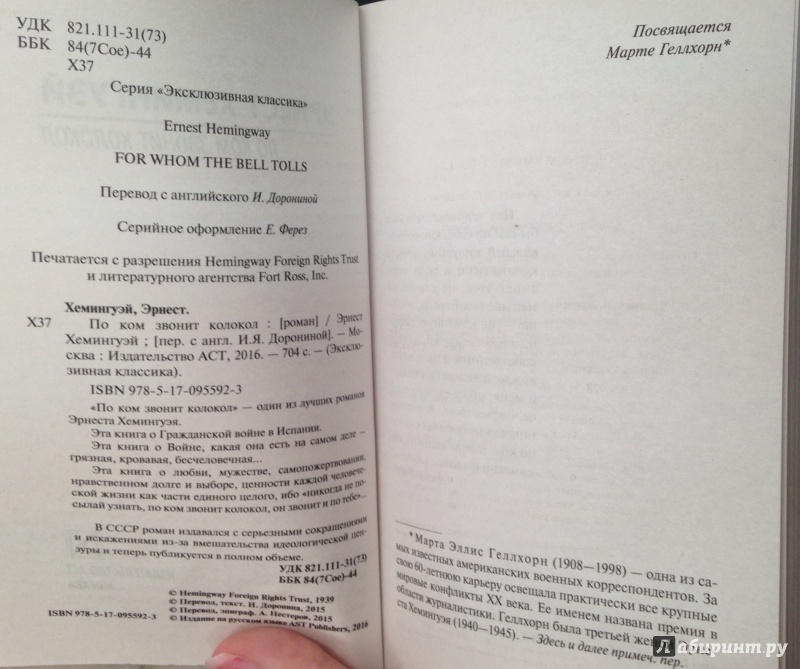 УДК 821.111-31(73)
ББК 84(7Сое)-44
Х37
Серия «Эксклюзивная классика»
Ernest Hemingway
FOR WHOM THE BELL TOLLS
Перевод с английского И. Дорониной
Серийное оформление Е. Ферез
Печатается с разрешения Hemingway Foreign Rights Trust
и литературного агентства Fort Ross, Inc.
Хемингуэй, Эрнест.
Х37 По ком звонит колокол : [роман] / Эрнест
Хемингуэй ; [пер. с англ. И.Я. Дорониной]. — Мо-
сква : Издательство АСТ, 2016. — 704 с. — (Эксклю-
зивная классика).
ISBN 978-5-17-095592-3
«По ком звонит колокол» — один из лучших романов
Эрнеста Хемингуэя.
Эта книга о Гражданской войне в Испании.
Эта книга о Войне, какая она есть на самом деле –
грязная, кровавая, бесчеловечная...
Эта книга о любви, мужестве, самопожертвовании,
нравственном долге и выборе, ценности каждой человече-
ской жизни как части единого целого, ибо «никогда не по-
сылай узнать, по ком звонит колокол, он звонит и по тебе»...
В СССР роман издавался с серьезными сокращениями
и искажениями из-за вмешательства идеологической цен-
зуры и теперь публикуется в полном объеме.
УДК 821.111-31(73)
ББК 84(7Сое)-44
© Hemingway Foreign Rights Trust, 1939
© Перевод, текст. И. Доронина, 2015
© Перевод, эпиграф. А. Нестеров, 2015
ISBN 978-5-17-095592-3 © Издание на русском языке AST Publishers, 2016
Посвящается
Марте Геллхорн*
* Марта Эллис Геллхорн (1908—1998) — одна из са-
мых известных американских военных корреспондентов. За
свою 60-летнюю карьеру освещала практически все крупные
мировые конфликты XX века. Ее именем названа премия в
области журналистики. Геллхорн была третьей
ста Хемингуэя (1940—1945). — Здесь и далее примеч. пер.
Лабиринт.ру